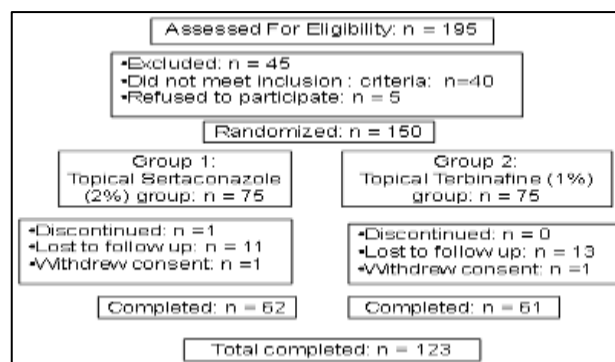 Assessed For Eligibility: n = 195
•Excluded: n = 45
•Did not meet inclusion : criteria: n=40
•Refused to participate: n = 5
Randomized: n = 150
Group 1:
Topical Sertaconazole
(2%) group: n = 75
Group 2:
Topical Terbinafine (1%)
group: n = 75
•Discontinued: n =1
•Lost to follow up: n = 11
•Withdrew consent: n =1
•Discontinued: n = 0
•Lost to follow up: n = 13
•Withdrew consent: n =1
Completed: n = 62
Completed: n = 61
Total completed: n = 123